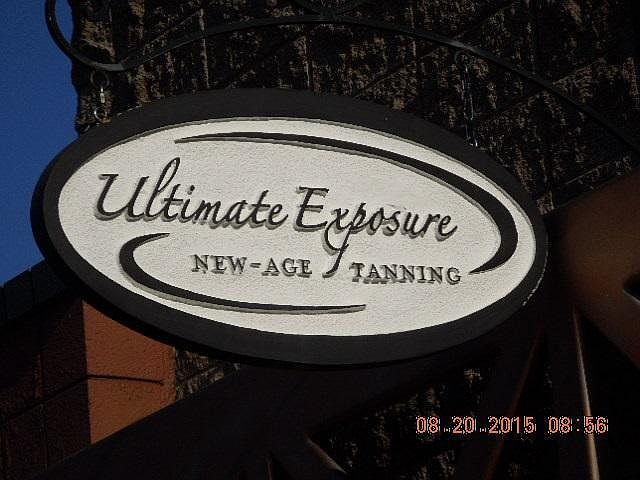 Ultimate Exposure
NEW-AGE TANNING
08.20.2015 08:56